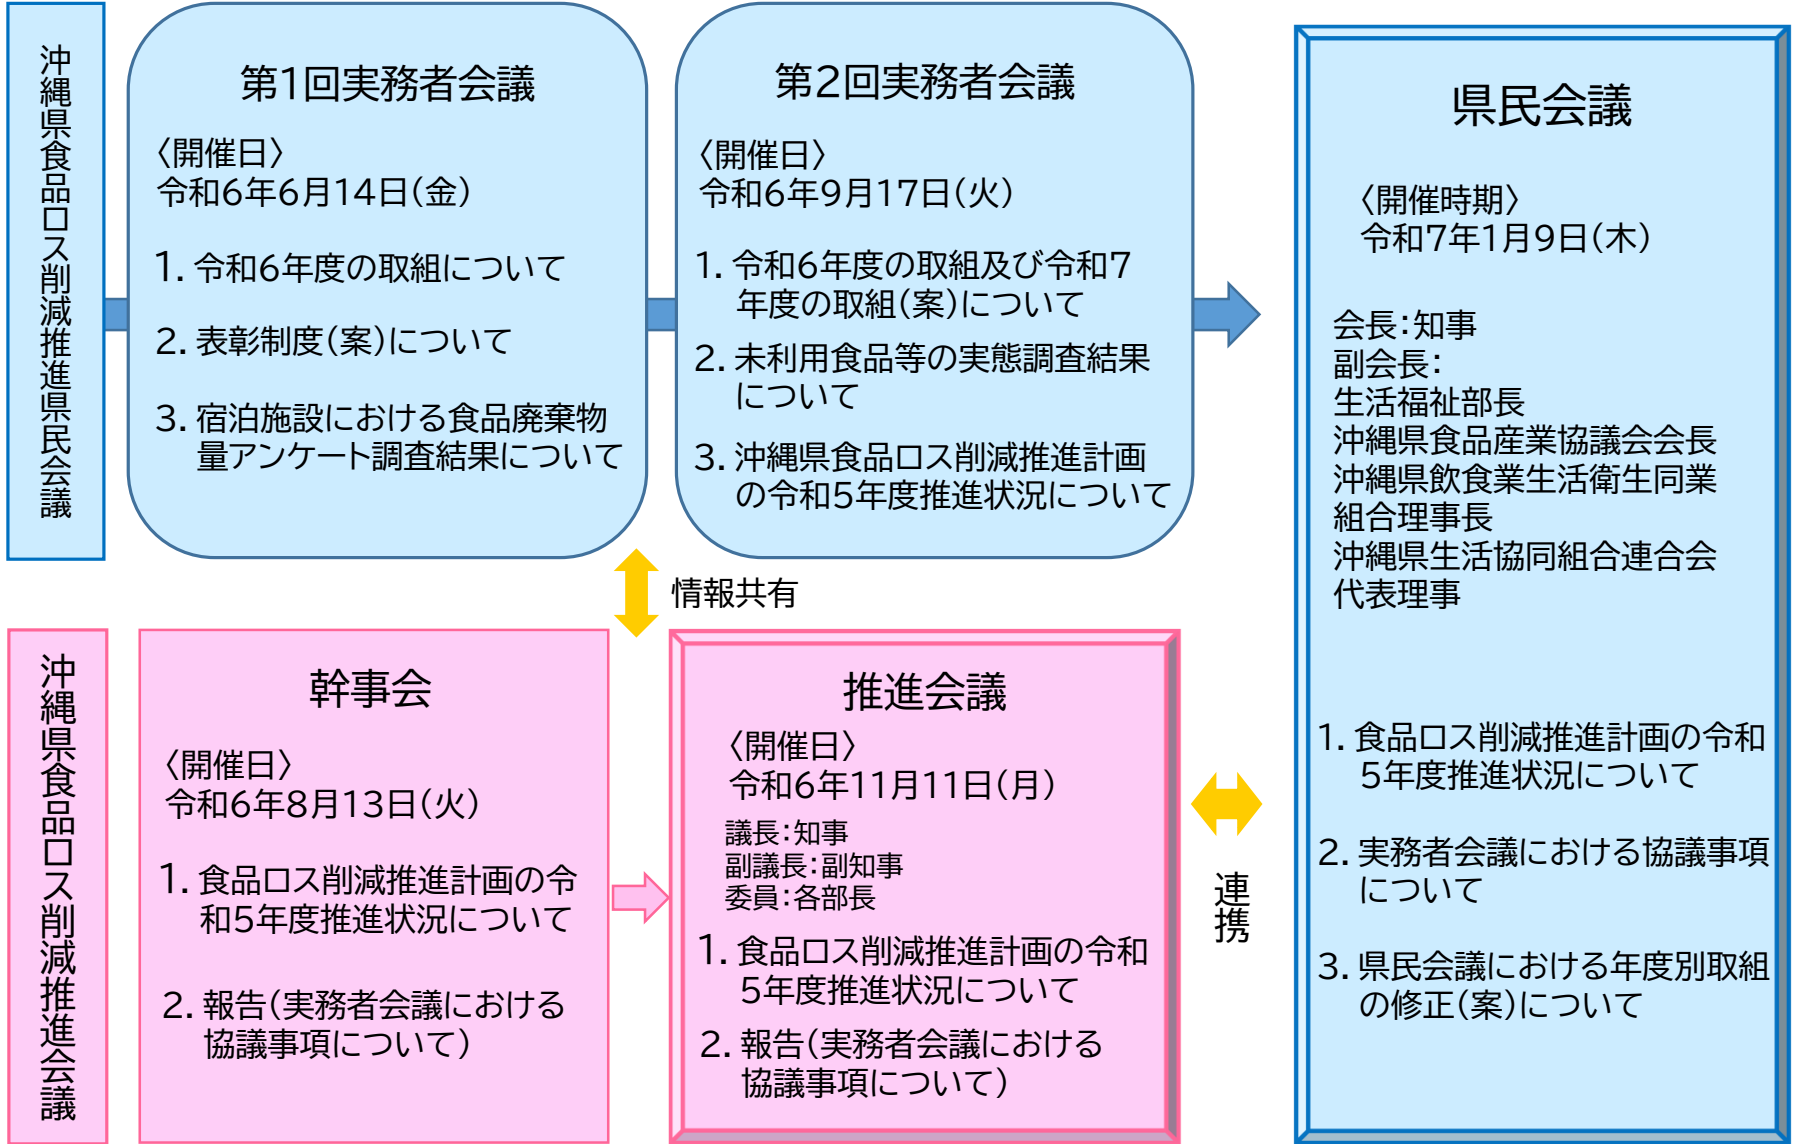 沖縄県食品ロス削減推進県民会議
第1回実務者会議
〈開催日〉
令和6年6月14日(金)
1. 令和6年度の取組について
2. 表彰制度(案)について
3. 宿泊施設における食品廃棄物
量アンケート調査結果について
第2回実務者会議
〈開催日〉
令和6年9月17日(火)
1. 令和6年度の取組及び令和7
年度の取組(案)について
2. 未利用食品等の実態調査結果
について
3. 沖縄県食品ロス削減推進計画
の令和5年度推進状況について
県民会議
〈開催時期〉
令和7年1月9日(木)
会長:知事
副会長:
生活福祉部長
沖縄県食品産業協議会会長
沖縄県飲食業生活衛生同業
組合理事長
沖縄県生活協同組合連合会
代表理事
1. 食品ロス削減推進計画の令和
5年度推進状況について
2. 実務者会議における協議事項
について
3. 県民会議における年度別取組
の修正(案)について
情報共有
沖縄県食品ロス削減推進会議
幹事会
〈開催日〉
令和6年8月13日(火)
1. 食品ロス削減推進計画の令
和5年度推進状況について
2. 報告(実務者会議における
協議事項について)
推進会議
〈開催日〉
令和6年11月11日(月)
議長:知事
副議長:副知事
委員:各部長
1. 食品ロス削減推進計画の令和
5年度推進状況について
2. 報告(実務者会議における
協議事項について)
連携